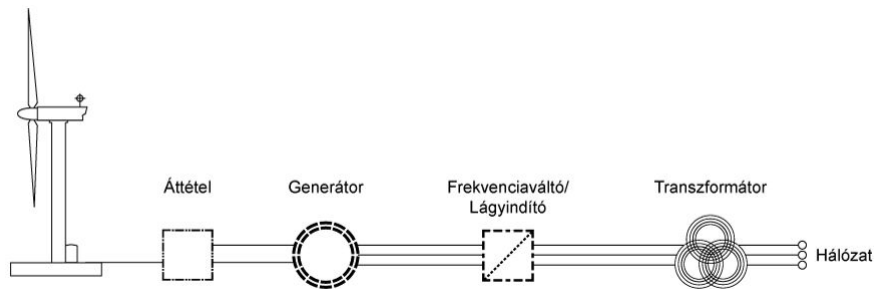 Áttétel
Generátor
Frekvenciaváltó/
Lágyindító
Transzformátor
Hálózat